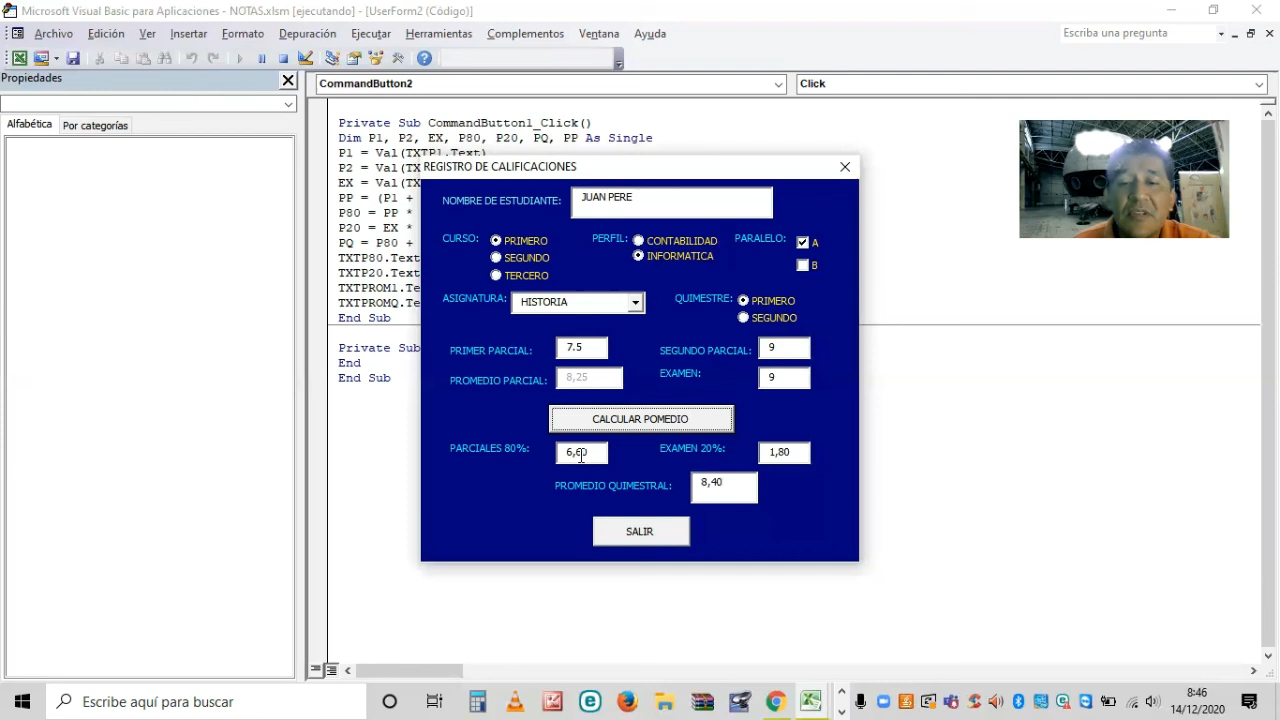 Microsoft Visual Basic para Aplicaciones - NOTAS.xlsm [ejecutando] - [UserForm2 (Código)]
Archivo Edición Ver Insertar Formato Depuración Ejecutar Herramientas Complementos Ventana Ayuda
Escriba una pregunta
Propiedades
Alfabética Por categorías
CommandButton2
Click
Private Sub CommandButton1_Click()
Dim P1, P2, EX, P80, P20, PQ, PP As Single
P1 = Val(TXTP1.Text)
P2 = Val(TX
EX = Val(TX
PP = (P1 +
P80 = PP *
P20 = EX *
PQ = P80 +
TXTP80.Text
TXTP20.Text
TXTPROM1.Te
TXTPROMQ.Te
End Sub
Private Sub
End
End Sub
REGISTRO DE CALIFICACIONES
NOMBRE DE ESTUDIANTE: JUAN PERE
CURSO: PRIMERO
SEGUNDO
TERCERO
PERFIL: CONTABILIDAD
INFORMATICA
PARALELO: A
B
ASIGNATURA: HISTORIA
QUIMESTRE: PRIMERO
SEGUNDO
PRIMER PARCIAL: 7.5
SEGUNDO PARCIAL: 9
PROMEDIO PARCIAL: 8,25
EXAMEN: 9
CALCULAR POMEDIO
PARCIALES 80%: 6,60
EXAMEN 20%: 1,80
PROMEDIO QUIMESTRAL: 8,40
SALIR
Escribe aquí para buscar
8:46
14/12/2020